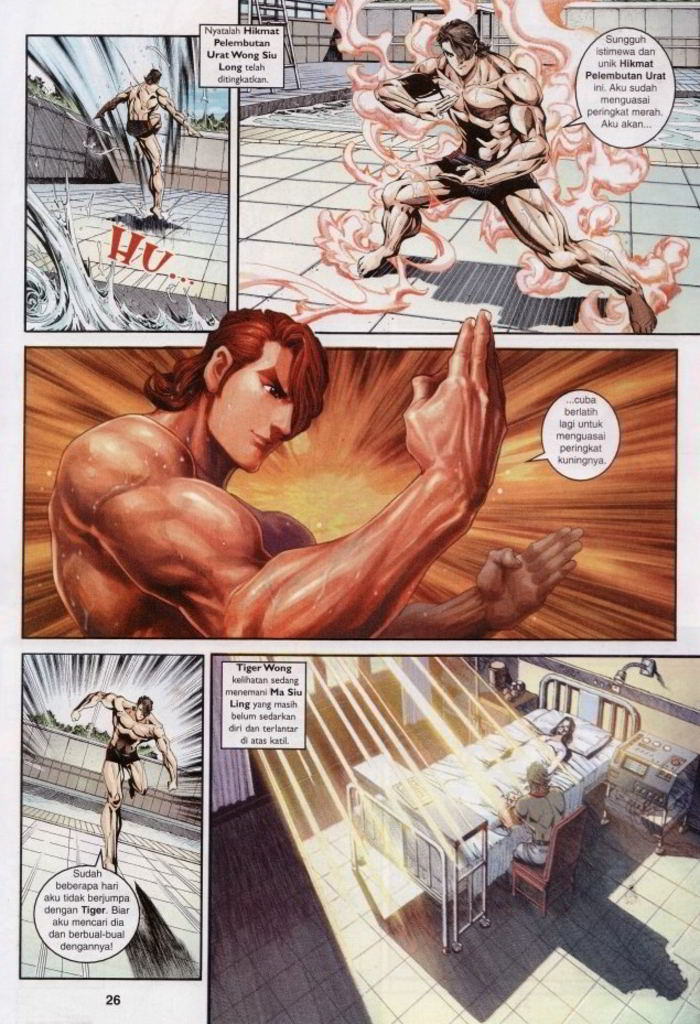 Nyatalah Hikmat
Pelembutan
Urat Wong Siu
Long telah
ditingkatkan.
HU...
Sungguh
istimewa dan
unik Hikmat
Pelembutan Urat
ini. Aku sudah
menguasai
peringkat merah.
Aku akan...
...cuba
berlatih
lagi untuk
menguasai
peringkat
kuningnya.
Sudah
beberapa hari
aku tidak berjumpa
dengan Tiger. Biar
aku mencari dia
dan berbual-bual
dengannya!
Tiger Wong
kelihatan sedang
menemani Ma Siu
Ling yang masih
belum sedarkan
diri dan terlantar
di atas katil.
26